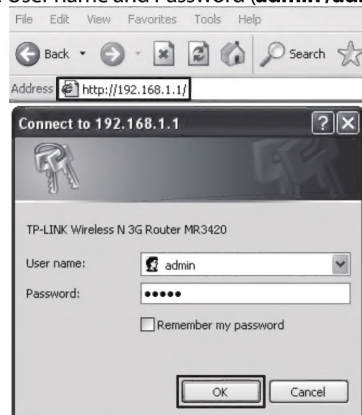 User name and Password (admin/
File Edit View Favorites Tools Help
Back Search
Address http://192.168.1.1/
Connect to 192.168.1.1
TP-LINK Wireless N 3G Router MR3420
User name: admin
Password: •••••
Remember my password
OK Cancel